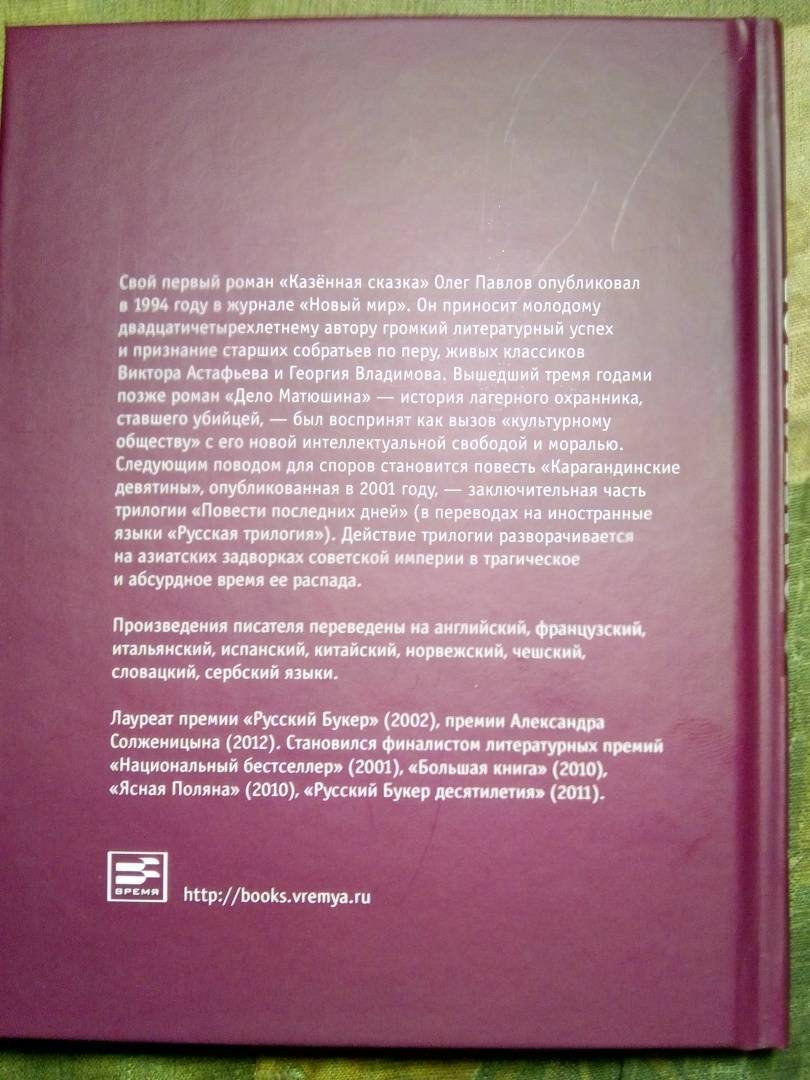 Свой первый роман «Казённая сказка» Олег Павлов опубликовал
в 1994 году в журнале «Новый мир». Он приносит молодому
двадцатичетырехлетнему автору громкий литературный успех
и признание старших собратьев по перу, живых классиков
Виктора Астафьева и Георгия Владимова. Вышедший тремя годами
позже роман «Дело Матюшина» — история лагерного охранника,
ставшего убийцей, — был воспринят как вызов «культурному
обществу» с его новой интеллектуальной свободой и моралью.
Следующим поводом для споров становится повесть «Карагандинские
девятины», опубликованная в 2001 году, — заключительная часть
трилогии «Повести последних дней» (в переводах на иностранные
языки «Русская трилогия»). Действие трилогии разворачивается
на азиатских задворках советской империи в трагическое
и абсурдное время ее распада.
Произведения писателя переведены на английский, французский,
итальянский, испанский, китайский, норвежский, чешский,
словацкий, сербский языки.
Лауреат премии «Русский Букер» (2002), премии Александра
Солженицына (2012). Становился финалистом литературных премий
«Национальный бестселлер» (2001), «Большая книга» (2010),
«Ясная Поляна» (2010), «Русский Букер десятилетия» (2011).
ВРЕМЯ
http://books.vremya.ru